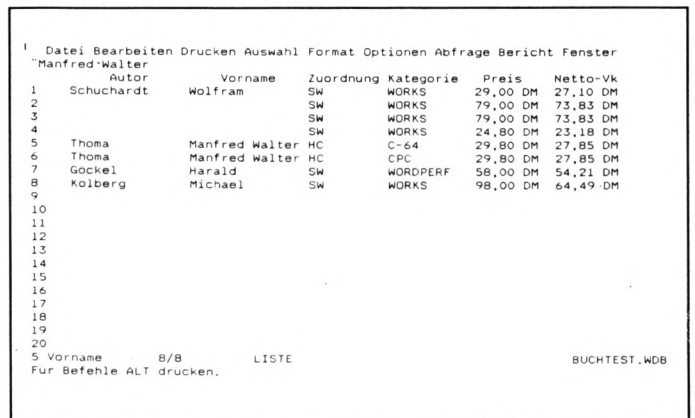 Datei Bearbeiten Drucken Auswahl Format Optionen Abfrage Bericht Fenster
"Manfred-Walter
Autor Vorname Zuordnung Kategorie Preis Netto-Vk
1 Schuchardt Wolfram SW WORKS 29,00 DM 27,10 DM
2 SW WORKS 79,00 DM 73,83 DM
3 SW WORKS 79,00 DM 73,83 DM
4 SW WORKS 24,80 DM 23,18 DM
5 Thoma Manfred Walter HC C-64 29,80 DM 27,85 DM
6 Thoma Manfred Walter HC CPC 29,80 DM 27,85 DM
7 Gockel Harald SW WORDPERF 58,00 DM 54,21 DM
8 Kolberg Michael SW WORKS 98,00 DM 64,49 DM
9
10
11
12
13
14
15
16
17
18
19
20
5 Vorname 8/8 LISTE BUCHTEST.WDB
Fur Befehle ALT drucken.